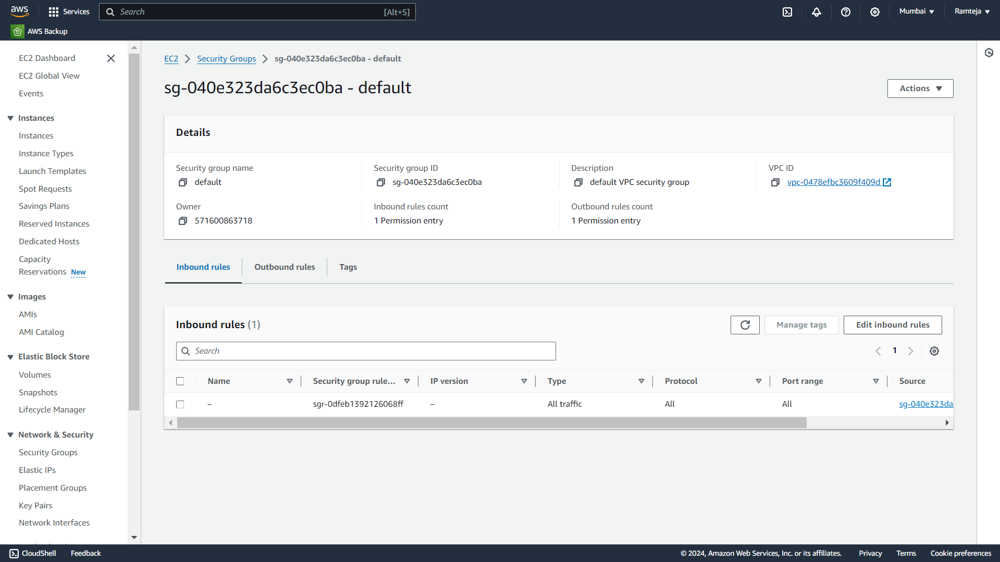 aws
Services
Search
[Alt+S]
Mumbai
Ramteja
AWS Backup
EC2 Dashboard
EC2 Global View
Events
Instances
Instances
Instance Types
Launch Templates
Spot Requests
Savings Plans
Reserved Instances
Dedicated Hosts
Capacity
Reservations New
Images
AMIs
AMI Catalog
Elastic Block Store
Volumes
Snapshots
Lifecycle Manager
Network & Security
Security Groups
Elastic IPs
Placement Groups
Key Pairs
Network Interfaces
EC2 Security Groups sg-040e323da6c3ec0ba - default
sg-040e323da6c3ec0ba - default
Actions
Details
Security group name
default
Security group ID
sg-040e323da6c3ec0ba
Description
default VPC security group
VPC ID
vpc-0478efbc3609f409d
Owner
571600863718
Inbound rules count
1 Permission entry
Outbound rules count
1 Permission entry
Inbound rules Outbound rules Tags
Inbound rules (1)
Manage tags
Edit inbound rules
Search
1
Name Security group rule... IP version Type Protocol Port range Source
– sgr-0dfeb1392126068ff – All traffic All All sg-040e323da
CloudShell Feedback
© 2024, Amazon Web Services, Inc. or its affiliates. Privacy Terms Cookie preferences